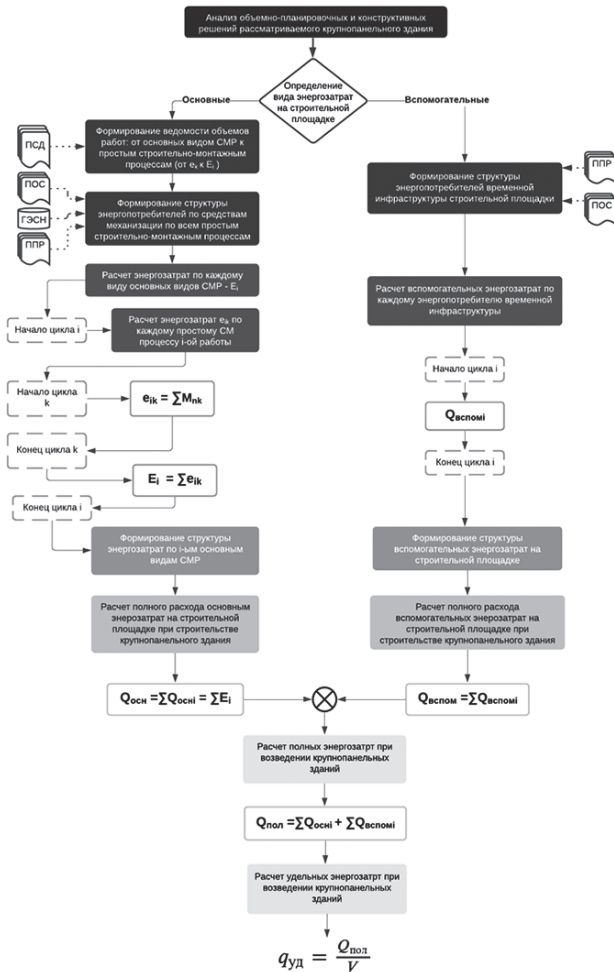 Анализ объемно-планировочных и конструктивных
решений рассматриваемого крупнопанельного здания
Определение
вида энергозатрат
на строительной
площадке
Основные
Вспомогательные
ПСД
Формирование ведомости объемов
работ: от основных видом СМР к
простым строительно-монтажным
процессам (от eₖ к Eᵢ )
ПОС
ГЭСН
ППР
Формирование структуры
энергопотребителей по средствам
механизации по всем простым
строительно-монтажным процессам
Расчет энергозатрат по каждому
виду основных видов СМР - Eᵢ
Начало цикла i
Расчет энергозатрат eᵢₖ по
каждому простому СМ
процессу i-ой работы
Начало цикла
k
eᵢₖ = ∑Mₙₖ
Конец цикла k
Eᵢ = ∑eᵢₖ
Конец цикла i
Формирование структуры
энергозатрат по i-ым основным
видам СМР
Расчет полного расхода основным
энерозатрат на строительной
площадке при строительстве
крупнопанельного здания
Qосн =∑Qоснi = ∑Eᵢ
Формирование структуры
энергопотребителей временной
инфраструктуры строительной площадки
ППР
ПОС
Расчет вспомогательных энергозатрат по
каждому энергопотребителю временной
инфраструктуры
Начало цикла i
Qвспомi
Конец цикла i
Формирование структуры
вспомогательных энергозатрат на
строительной площадке
Расчет полного расхода
вспомогательных энергозатрат на
строительной площадке при
строительстве крупнопанельного здания
Qвспом =∑Qвспомi
Расчет полных энергозатрт при
возведении крупнопанельных
зданий
Qпол =∑Qоснi + ∑Qвспомi
Расчет удельных энергозатрт при
возведении крупнопанельных
зданий
qуд = Qпол/V